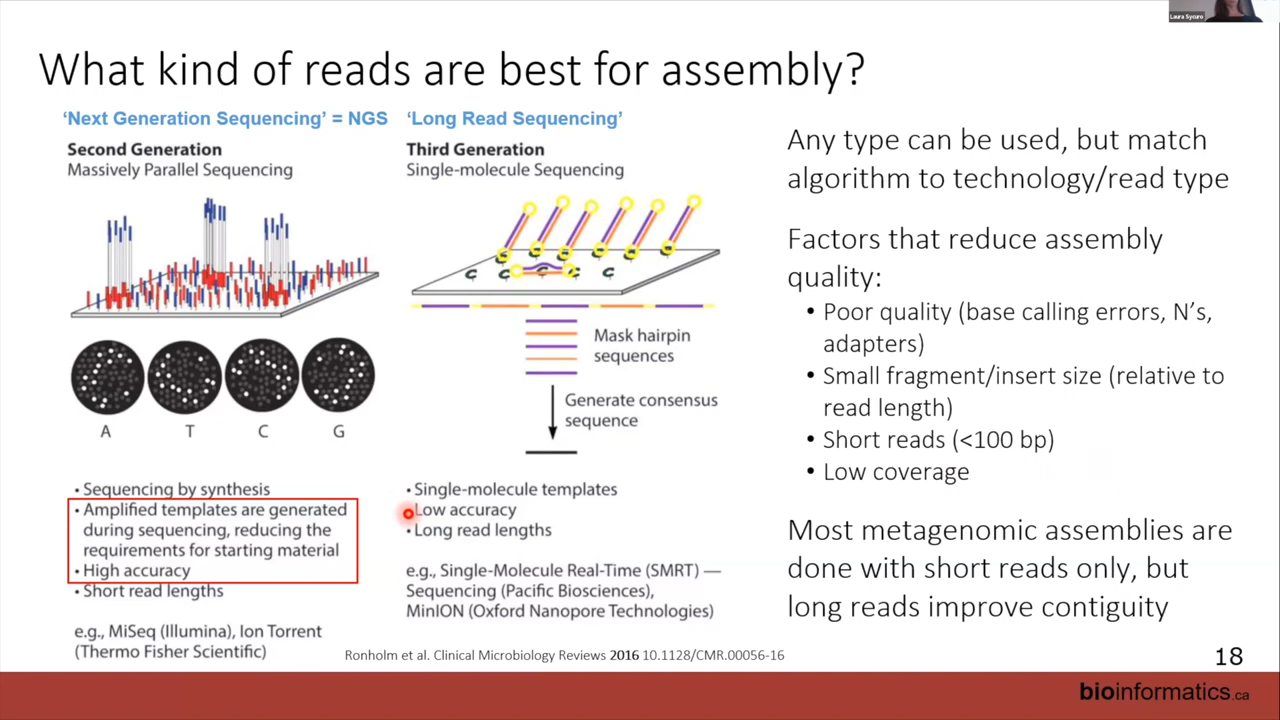 Laura Sycuro
What kind of reads are best for assembly?
‘Next Generation Sequencing’ = NGS
Second Generation
Massively Parallel Sequencing
A T C G
• Sequencing by synthesis
• Amplified templates are generated
during sequencing, reducing the
requirements for starting material
• High accuracy
• Short read lengths
e.g., MiSeq (Illumina), Ion Torrent
(Thermo Fisher Scientific)
‘Long Read Sequencing’
Third Generation
Single-molecule Sequencing
C C C C C C
C C C C C
Mask hairpin
sequences
Generate consensus
sequence
• Single-molecule templates
Low accuracy
• Long read lengths
e.g., Single-Molecule Real-Time (SMRT) —
Sequencing (Pacific Biosciences),
MinION (Oxford Nanopore Technologies)
Any type can be used, but match
algorithm to technology/read type
Factors that reduce assembly
quality:
• Poor quality (base calling errors, N’s,
adapters)
• Small fragment/insert size (relative to
read length)
• Short reads (<100 bp)
• Low coverage
Most metagenomic assemblies are
done with short reads only, but
long reads improve contiguity
Ronholm et al. Clinical Microbiology Reviews 2016 10.1128/CMR.00056-16
18
bioinformatics.ca